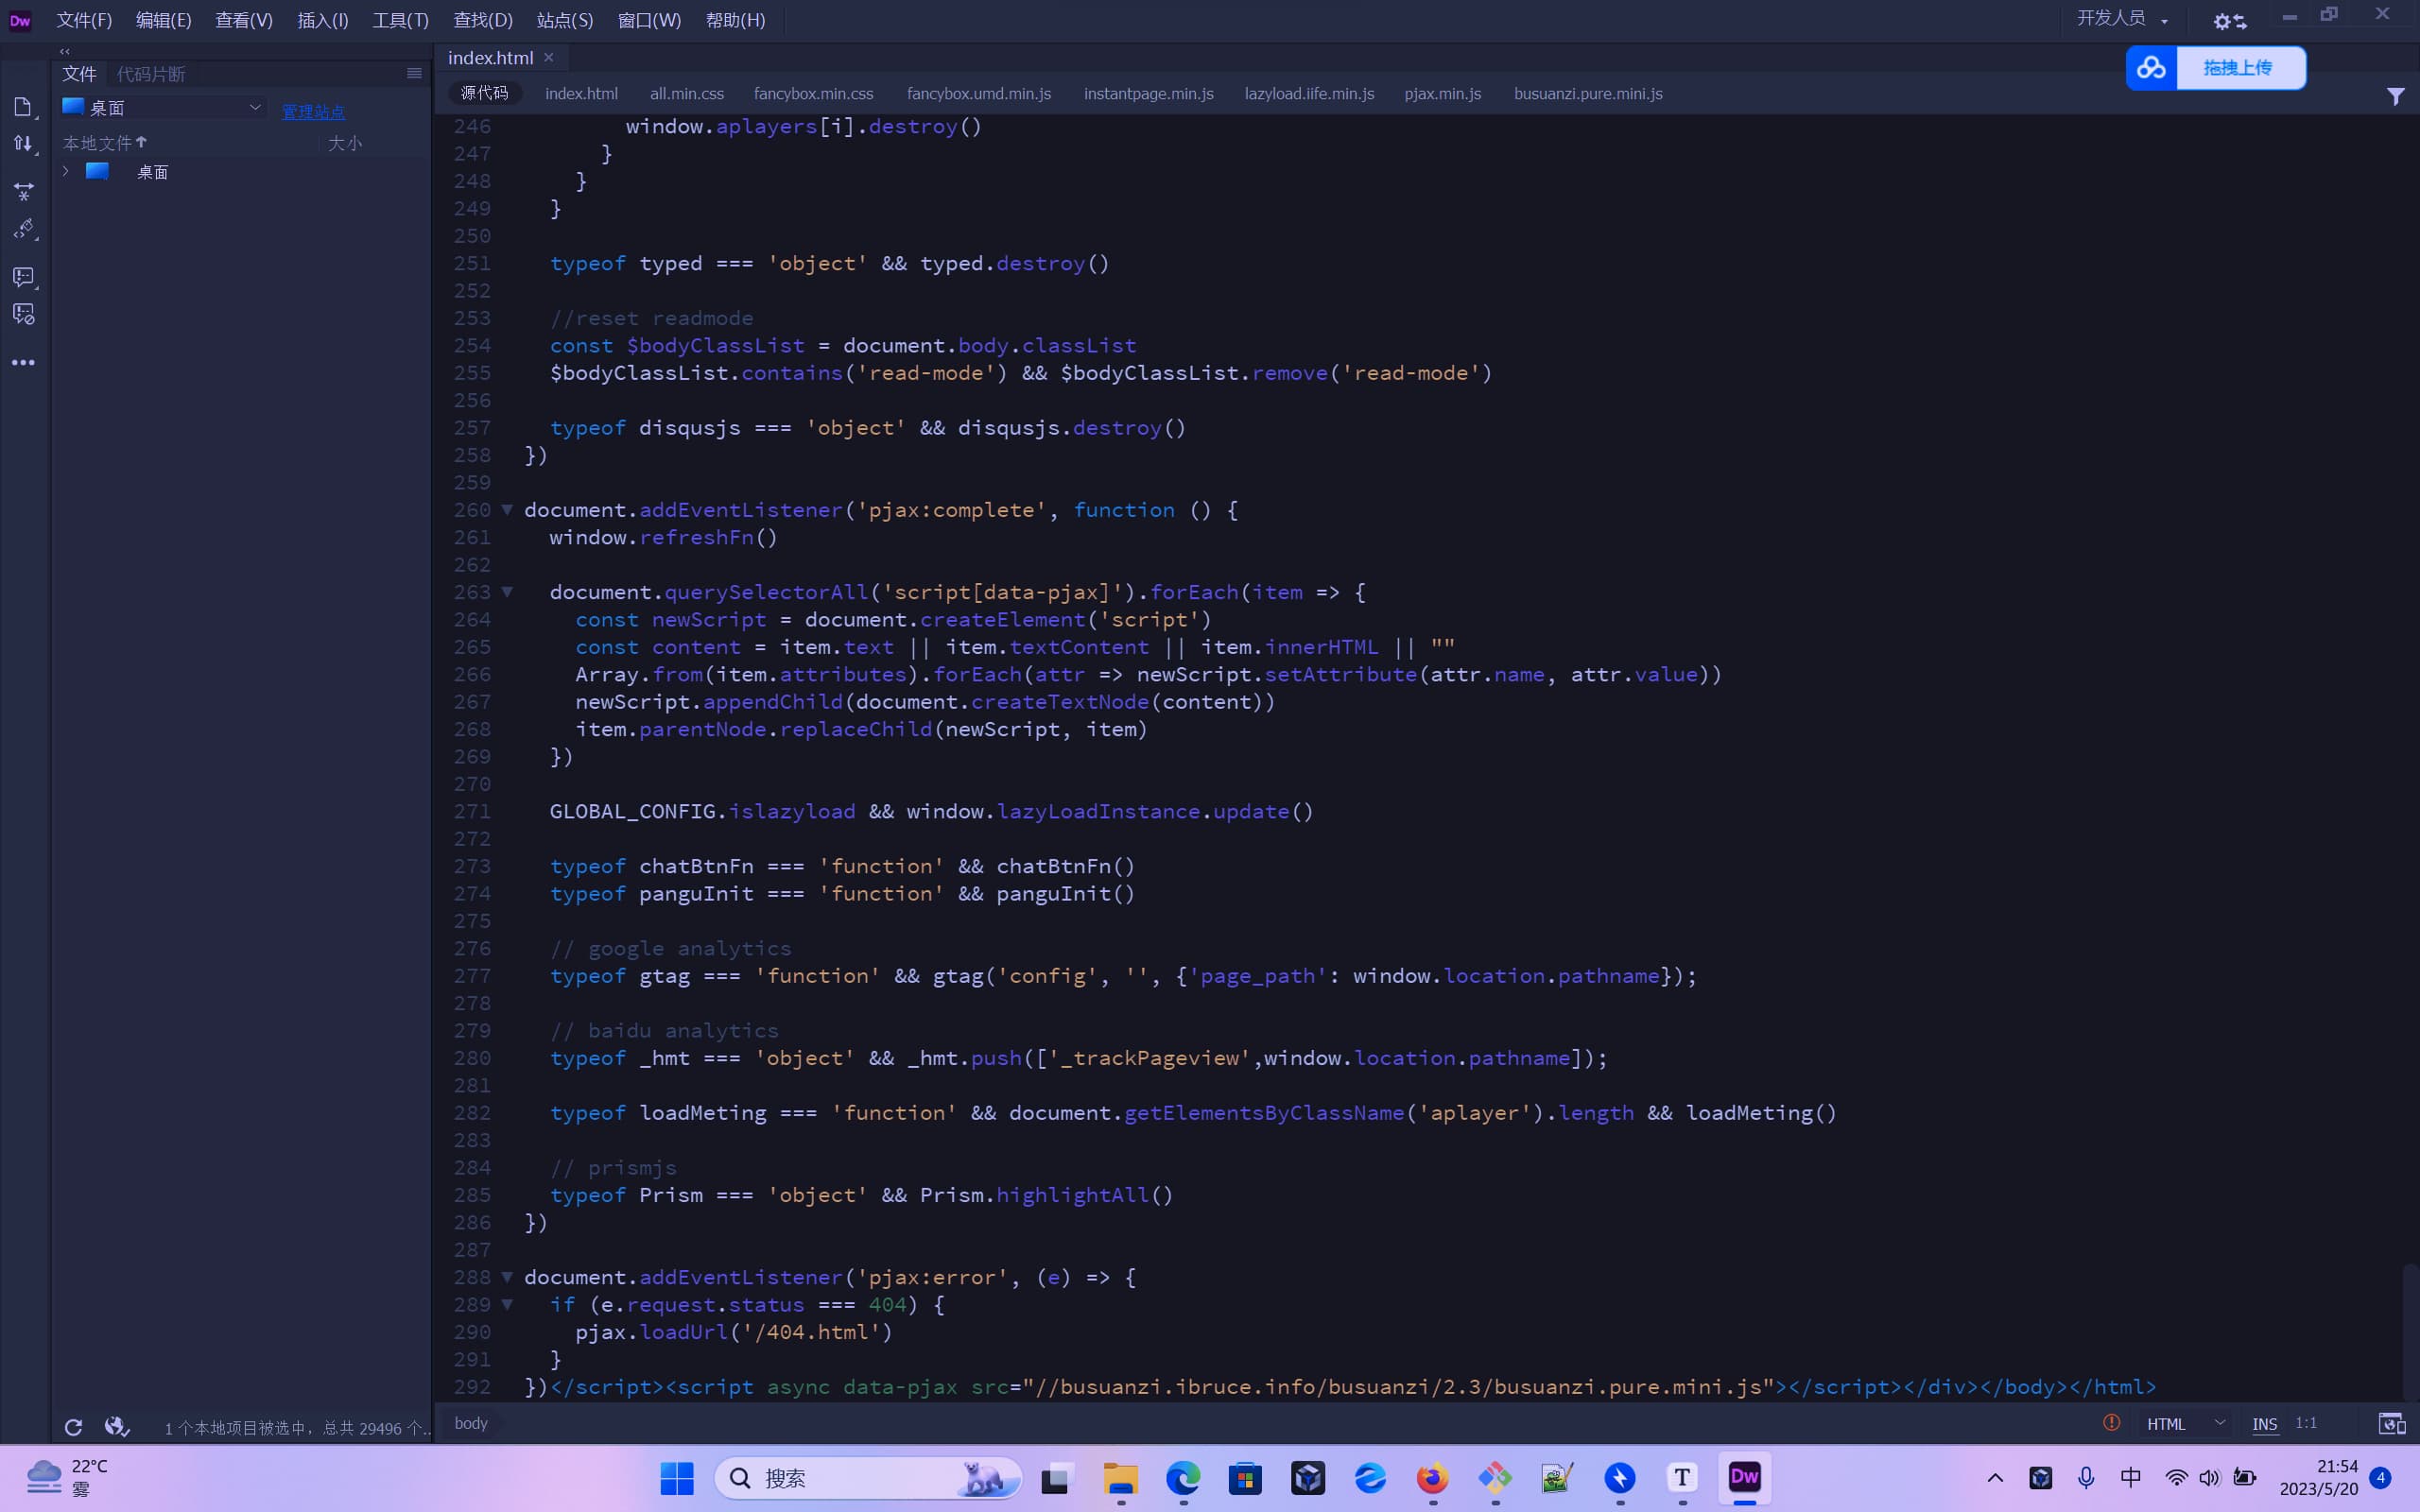 Dw 文件(F) 编辑(E) 查看(V) 插入(I) 工具(T) 查找(D) 站点(S) 窗口(W) 帮助(H) 开发人员
文件 代码片断
桌面 管理站点
本地文件 大小
桌面
index.html
拖拽上传
源代码 index.html all.min.css fancybox.min.css fancybox.umd.min.js instantpage.min.js lazyload.iife.min.js pjax.min.js busuanzi.pure.mini.js
246 window.aplayers[i].destroy()
247 }
248 }
249 }
250
251 typeof typed === 'object' && typed.destroy()
252
253 //reset readmode
254 const $bodyClassList = document.body.classList
255 $bodyClassList.contains('read-mode') && $bodyClassList.remove('read-mode')
256
257 typeof disqusjs === 'object' && disqusjs.destroy()
258 })
259
260 document.addEventListener('pjax:complete', function () {
261 window.refreshFn()
262
263 document.querySelectorAll('script[data-pjax]').forEach(item => {
264 const newScript = document.createElement('script')
265 const content = item.text || item.textContent || item.innerHTML || ""
266 Array.from(item.attributes).forEach(attr => newScript.setAttribute(attr.name, attr.value))
267 newScript.appendChild(document.createTextNode(content))
268 item.parentNode.replaceChild(newScript, item)
269 })
270
271 GLOBAL_CONFIG.islazyload && window.lazyLoadInstance.update()
272
273 typeof chatBtnFn === 'function' && chatBtnFn()
274 typeof panguInit === 'function' && panguInit()
275
276 // google analytics
277 typeof gtag === 'function' && gtag('config', '', {'page_path': window.location.pathname});
278
279 // baidu analytics
280 typeof _hmt === 'object' && _hmt.push(['_trackPageview',window.location.pathname]);
281
282 typeof loadMeting === 'function' && document.getElementsByClassName('aplayer').length && loadMeting()
283
284 // prismjs
285 typeof Prism === 'object' && Prism.highlightAll()
286 })
287
288 document.addEventListener('pjax:error', (e) => {
289 if (e.request.status === 404) {
290 pjax.loadUrl('/404.html')
291 }
292 })</script><script async data-pjax src="//busuanzi.ibruce.info/busuanzi/2.3/busuanzi.pure.mini.js"></script></div></body></html>
1 个本地项目被选中，总共 29496 个..
body HTML INS 1:1
22°C
雾
搜索
T
Dw
中
21:54
2023/5/20
4